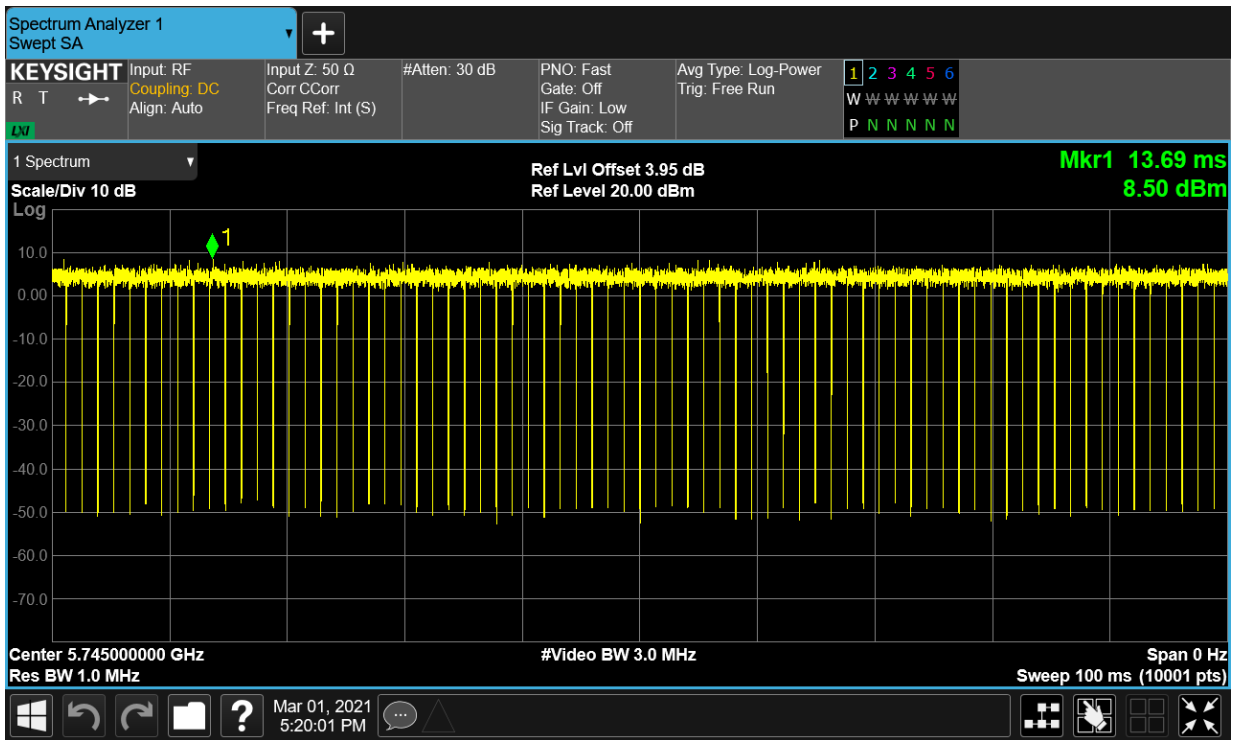 Spectrum Analyzer 1
Swept SA
KEYSIGHT
R T
LXI
Input: RF
Coupling: DC
Align: Auto
Input Z: 50 Ω
Corr CCorr
Freq Ref: Int (S)
#Atten: 30 dB
PNO: Fast
Gate: Off
IF Gain: Low
Sig Track: Off
Avg Type: Log-Power
Trig: Free Run
1 2 3 4 5 6
W W W W W W
P N N N N N
1 Spectrum
Scale/Div 10 dB
Log
Ref Lvl Offset 3.95 dB
Ref Level 20.00 dBm
Mkr1 13.69 ms
8.50 dBm
1
10.0
0.00
-10.0
-20.0
-30.0
-40.0
-50.0
-60.0
-70.0
Center 5.745000000 GHz
Res BW 1.0 MHz
#Video BW 3.0 MHz
Span 0 Hz
Sweep 100 ms (10001 pts)
?
Mar 01, 2021
5:20:01 PM